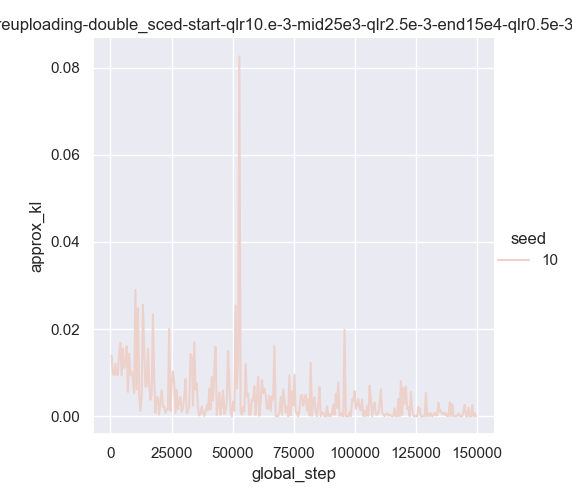 reuploading-double_sced-start-qlr10.e-3-mid25e3-qlr2.5e-3-end15e4-qlr0.5e-3
0.08
0.06
0.04
0.02
0.00
approx_kl
0 25000 50000 75000 100000 125000 150000
global_step
seed
10